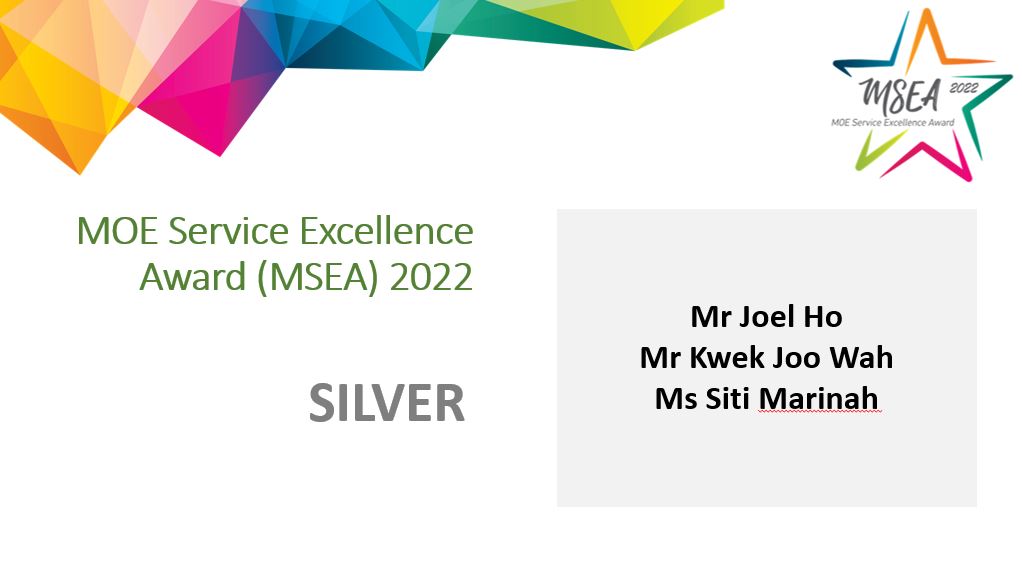 MSEA 2022
MOE Service Excellence Award
MOE Service Excellence
Award (MSEA) 2022
SILVER
Mr Joel Ho
Mr Kwek Joo Wah
Ms Siti Marinah